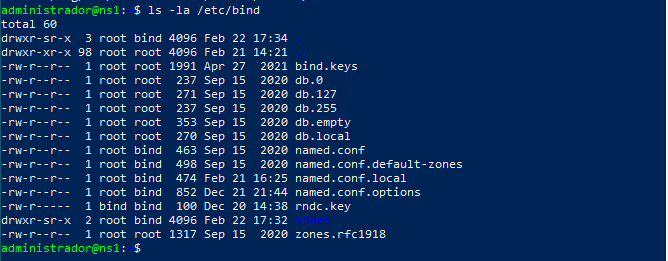 administrador@ns1:~$ ls -la /etc/bind
total 60
drwxr-sr-x  3 root bind 4096 Feb 22 17:34
drwxr-xr-x 98 root root 4096 Feb 21 14:21
-rw-r--r--  1 root root 1991 Apr 27  2021 bind.keys
-rw-r--r--  1 root root  237 Sep 15  2020 db.0
-rw-r--r--  1 root root  271 Sep 15  2020 db.127
-rw-r--r--  1 root root  237 Sep 15  2020 db.255
-rw-r--r--  1 root root  353 Sep 15  2020 db.empty
-rw-r--r--  1 root root  270 Sep 15  2020 db.local
-rw-r--r--  1 root bind  463 Sep 15  2020 named.conf
-rw-r--r--  1 root bind  498 Sep 15  2020 named.conf.default-zones
-rw-r--r--  1 root bind  474 Feb 21 16:25 named.conf.local
-rw-r--r--  1 root bind  852 Dec 21 21:44 named.conf.options
-rw-r-----  1 bind bind  100 Dec 20 14:38 rndc.key
drwxr-sr-x  2 root bind 4096 Feb 22 17:32 zones
-rw-r--r--  1 root root 1317 Sep 15  2020 zones.rfc1918
administrador@ns1:~$